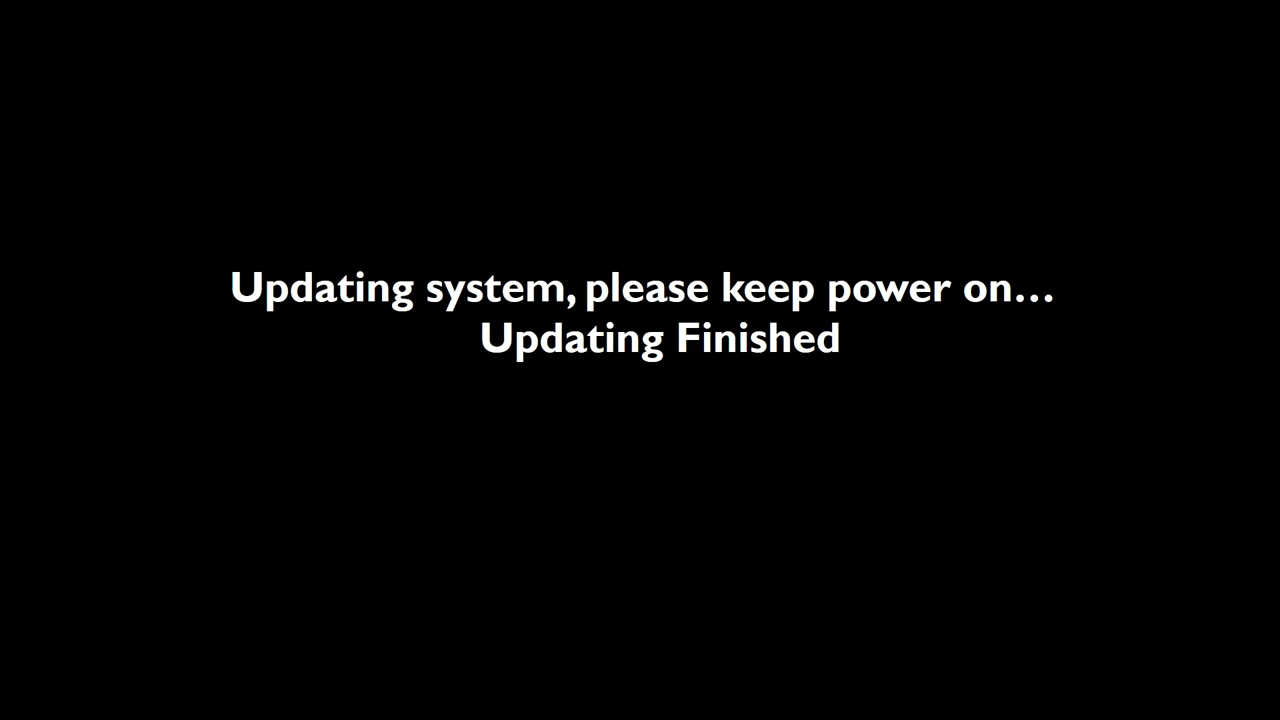 Updating system, please keep power on…
Updating Finished